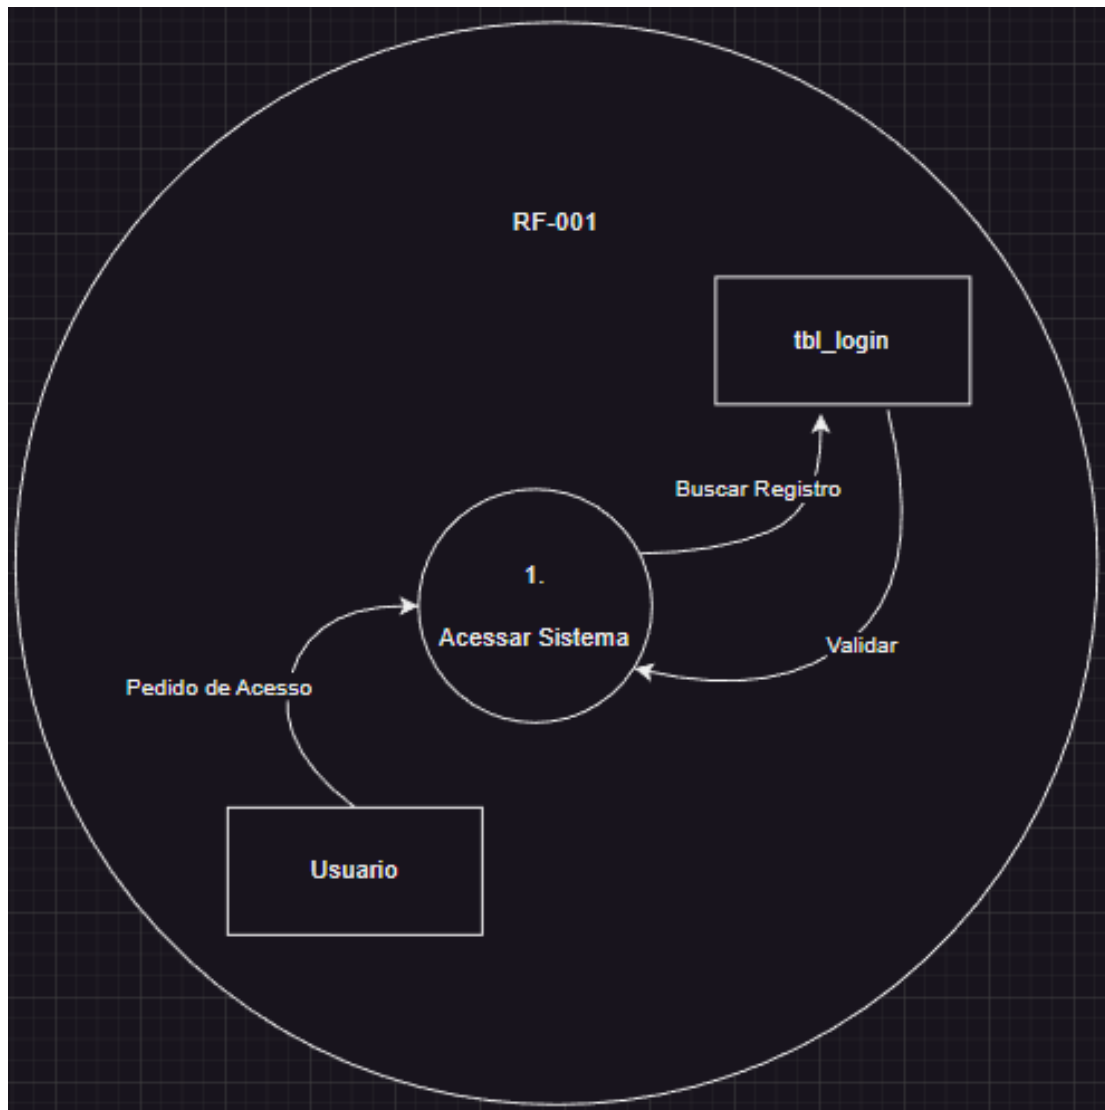 RF-001
tbl_login
Buscar Registro
1.
Acessar Sistema
Validar
Pedido de Acesso
Usuario